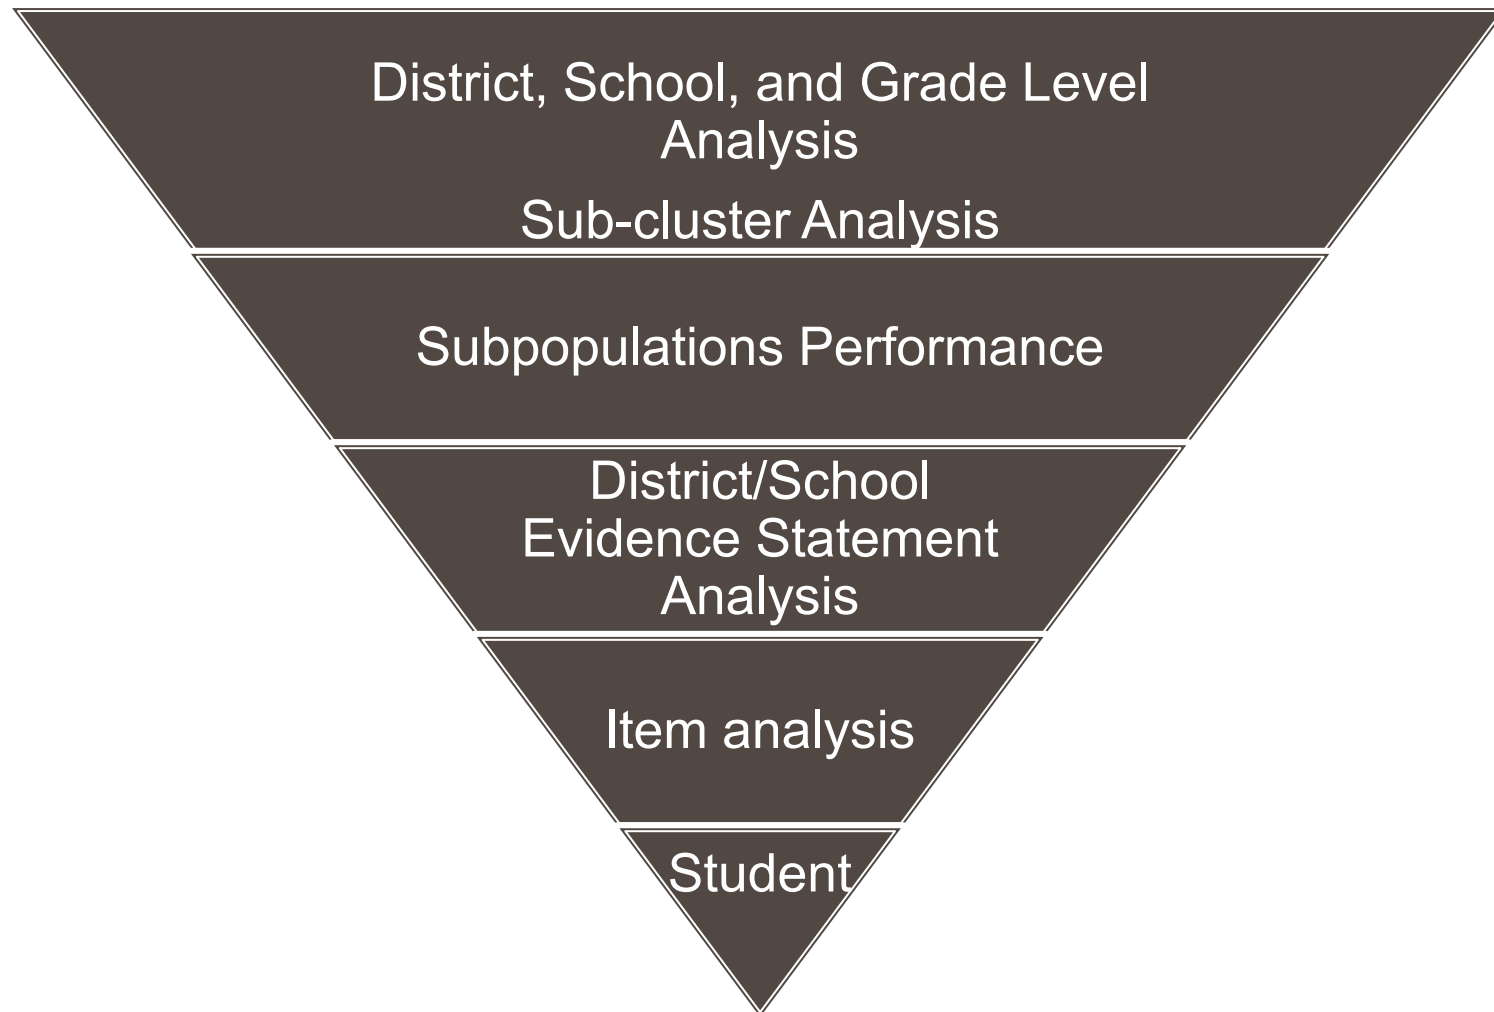 District, School, and Grade Level
Analysis
Sub-cluster Analysis
Subpopulations Performance
District/School
Evidence Statement
Analysis
Item analysis
Student